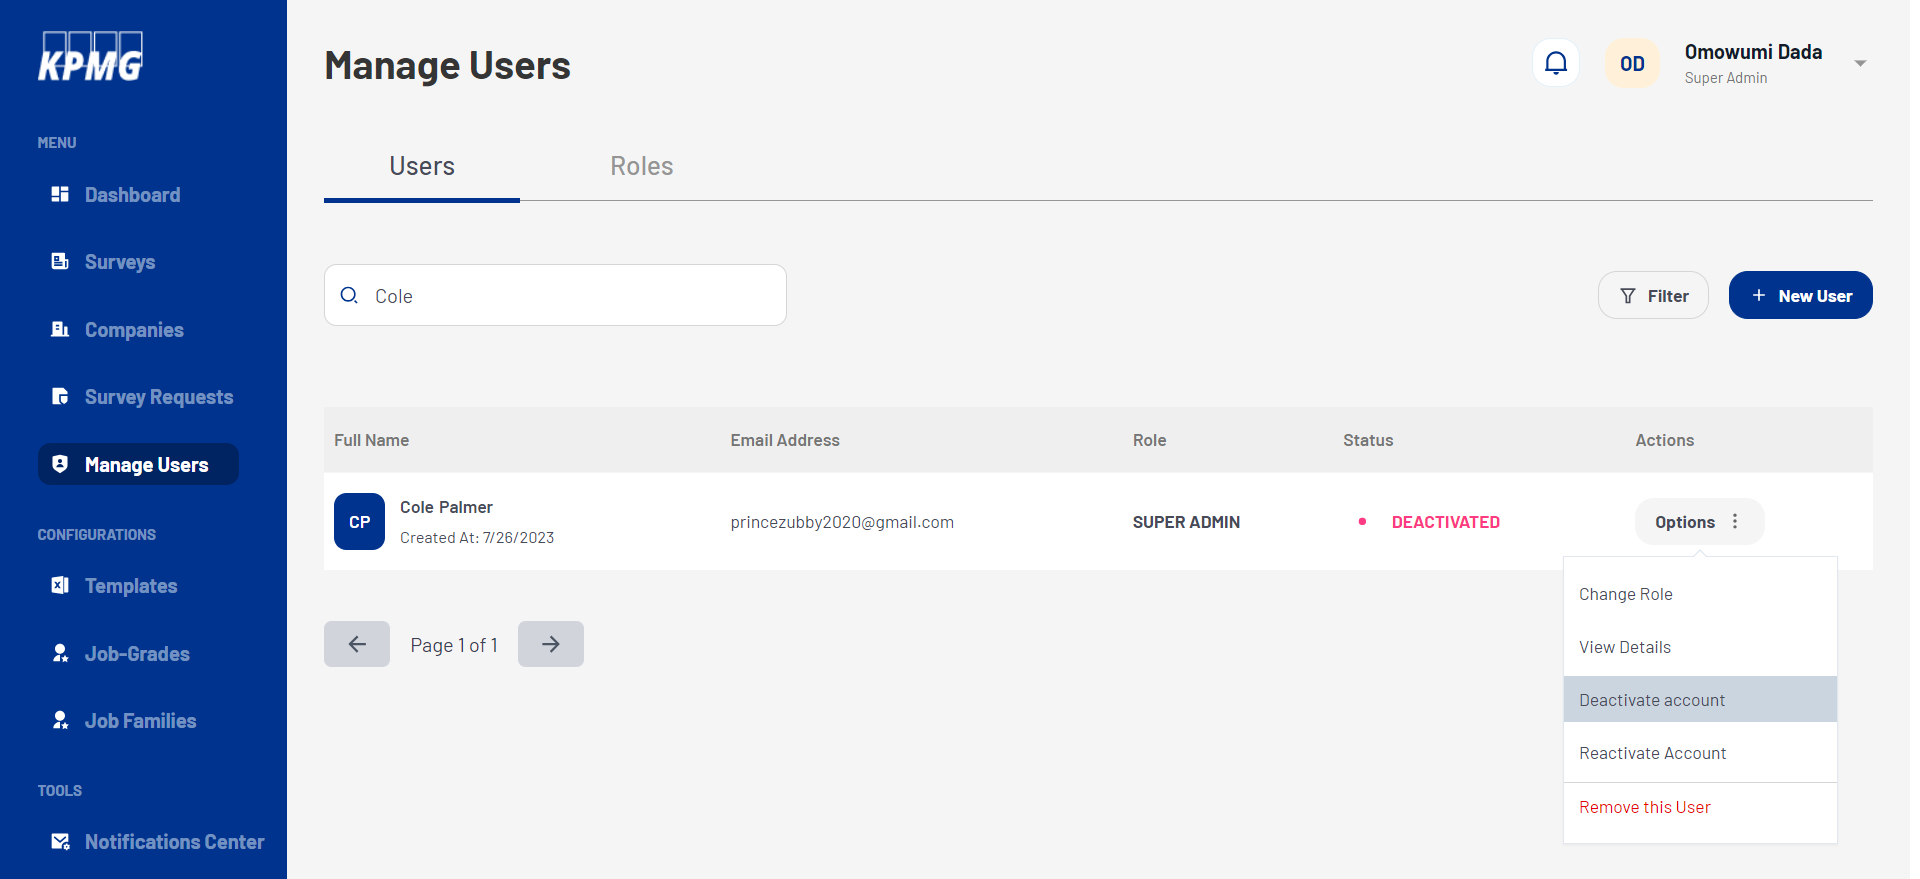 KPMG
MENU
Dashboard
Surveys
Companies
Survey Requests
Manage Users
CONFIGURATIONS
Templates
Job-Grades
Job Families
TOOLS
Notifications Center
Manage Users
OD
Omowumi Dada
Super Admin
Users
Roles
Cole
Filter
+ New User
Full Name
Email Address
Role
Status
Actions
CP
Cole Palmer
Created At: 7/26/2023
princezubby2020@gmail.com
SUPER ADMIN
DEACTIVATED
Options
Page 1 of 1
Change Role
View Details
Deactivate account
Reactivate Account
Remove this User